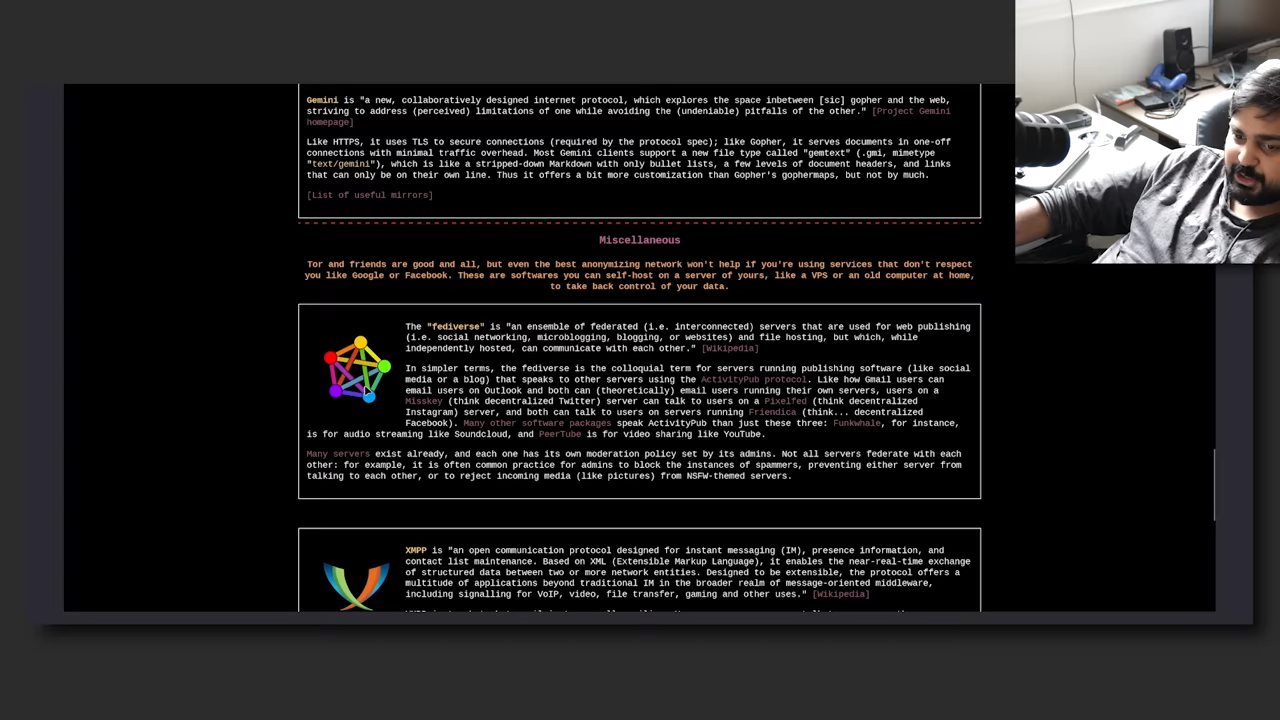 Gemini is "a new, collaboratively designed internet protocol, which explores the space inbetween [sic] gopher and the web,
striving to address (perceived) limitations of one while avoiding the (undeniable) pitfalls of the other." [Project Gemini
homepage]
Like HTTPS, it uses TLS to secure connections (required by the protocol spec); like Gopher, it serves documents in one-off
connections with minimal traffic overhead. Most Gemini clients support a new file type called "gemtext" (.gmi, mimetype
"text/gemini"), which is like a stripped-down Markdown with only bullet lists, a few levels of document headers, and links
that can only be on their own line. Thus it offers a bit more customization than Gopher's gophermaps, but not by much.
[List of useful mirrors]
Miscellaneous
Tor and friends are good and all, but even the best anonymizing network won't help if you're using services that don't respect
you like Google or Facebook. These are softwares you can self-host on a server of yours, like a VPS or an old computer at home,
to take back control of your data.
The "fediverse" is "an ensemble of federated (i.e. interconnected) servers that are used for web publishing
(i.e. social networking, microblogging, blogging, or websites) and file hosting, but which, while
independently hosted, can communicate with each other." [Wikipedia]
In simpler terms, the fediverse is the colloquial term for servers running publishing software (like social
media or a blog) that speaks to other servers using the ActivityPub protocol. Like how Gmail users can
email users on Outlook and both can (theoretically) email users running their own servers, users on a
Misskey (think decentralized Twitter) server can talk to users on a Pixelfed (think decentralized
Instagram) server, and both can talk to users on servers running Friendica (think... decentralized
Facebook). Many other software packages speak ActivityPub than just these three: Funkwhale, for instance,
is for audio streaming like Soundcloud, and PeerTube is for video sharing like YouTube.
Many servers exist already, and each one has its own moderation policy set by its admins. Not all servers federate with each
other: for example, it is often common practice for admins to block the instances of spammers, preventing either server from
talking to each other, or to reject incoming media (like pictures) from NSFW-themed servers.
XMPP is "an open communication protocol designed for instant messaging (IM), presence information, and
contact list maintenance. Based on XML (Extensible Markup Language), it enables the near-real-time exchange
of structured data between two or more network entities. Designed to be extensible, the protocol offers a
multitude of applications beyond traditional IM in the broader realm of message-oriented middleware,
including signalling for VoIP, video, file transfer, gaming and other uses." [Wikipedia]